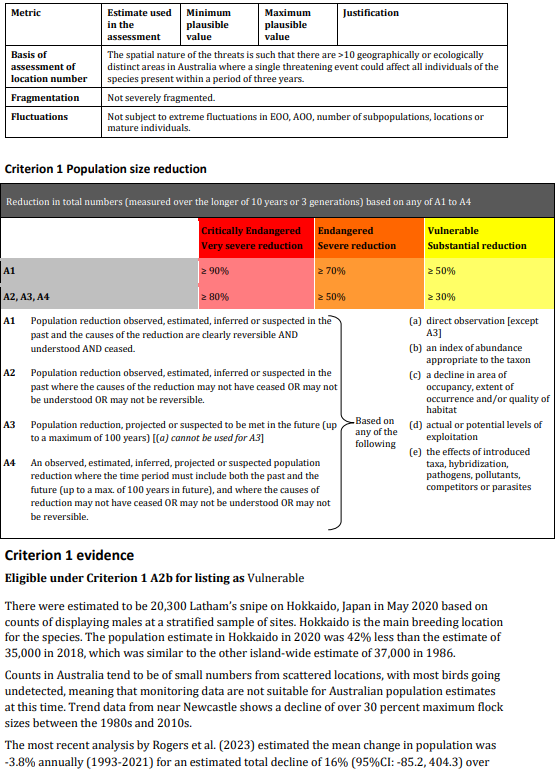 Metric
Estimate used in the assessment
Minimum plausible value
Maximum plausible value
Justification
Basis of assessment of location number
The spatial nature of the threats is such that there are >10 geographically or ecologically
distinct areas in Australia where a single threatening event could affect all individuals of the
species present within a period of three years.
Fragmentation
Not severely fragmented.
Fluctuations
Not subject to extreme fluctuations in EOO, AOO, number of subpopulations, locations or
mature individuals.
Criterion 1 Population size reduction
Reduction in total numbers (measured over the longer of 10 years or 3 generations) based on any of A1 to A4
Critically Endangered
Very severe reduction
Endangered
Severe reduction
Vulnerable
Substantial reduction
A1 ≥ 90% ≥ 70% ≥ 50%
A2, A3, A4 ≥ 80% ≥ 50% ≥ 30%
A1 Population reduction observed, estimated, inferred or suspected in the
past and the causes of the reduction are clearly reversible AND
understood AND ceased.
A2 Population reduction observed, estimated, inferred or suspected in the
past where the causes of the reduction may not have ceased OR may not
be understood OR may not be reversible.
A3 Population reduction, projected or suspected to be met in the future (up
to a maximum of 100 years) [(a) cannot be used for A3]
A4 An observed, estimated, inferred, projected or suspected population
reduction where the time period must include both the past and the
future (up to a max. of 100 years in future), and where the causes of
reduction may not have ceased OR may not be understood OR may not
be reversible.
Based on
any of the
following
(a) direct observation [except
A3]
(b) an index of abundance
appropriate to the taxon
(c) a decline in area of
occupancy, extent of
occurrence and/or quality of
habitat
(d) actual or potential levels of
exploitation
(e) the effects of introduced
taxa, hybridization,
pathogens, pollutants,
competitors or parasites
Criterion 1 evidence
Eligible under Criterion 1 A2b for listing as Vulnerable
There were estimated to be 20,300 Latham's snipe on Hokkaido, Japan in May 2020 based on
counts of displaying males at a stratified sample of sites. Hokkaido is the main breeding location
for the species. The population estimate in Hokkaido in 2020 was 42% less than the estimate of
35,000 in 2018, which was similar to the other island-wide estimate of 37,000 in 1986.
Counts in Australia tend to be of small numbers from scattered locations, with most birds going
undetected, meaning that monitoring data are not suitable for Australian population estimates
at this time. Trend data from near Newcastle shows a decline of over 30 percent maximum flock
sizes between the 1980s and 2010s.
The most recent analysis by Rogers et al. (2023) estimated the mean change in population was
-3.8% annually (1993-2021) for an estimated total decline of 16% (95%CI: -85.2, 404.3) over